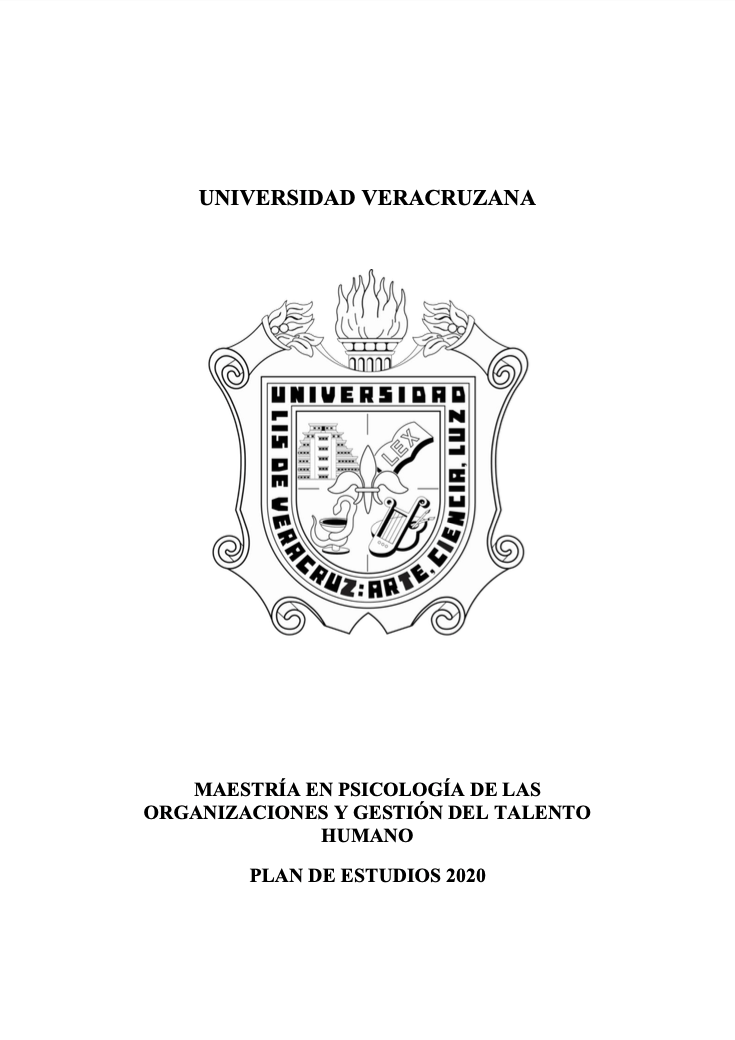 UNIVERSIDAD VERACRUZANA
UNIVERSIDAD
LIS DE VERACRUZ: ARTE, CIENCIA, LUZ
LEX
MAESTRÍA EN PSICOLOGÍA DE LAS
ORGANIZACIONES Y GESTIÓN DEL TALENTO
HUMANO
PLAN DE ESTUDIOS 2020